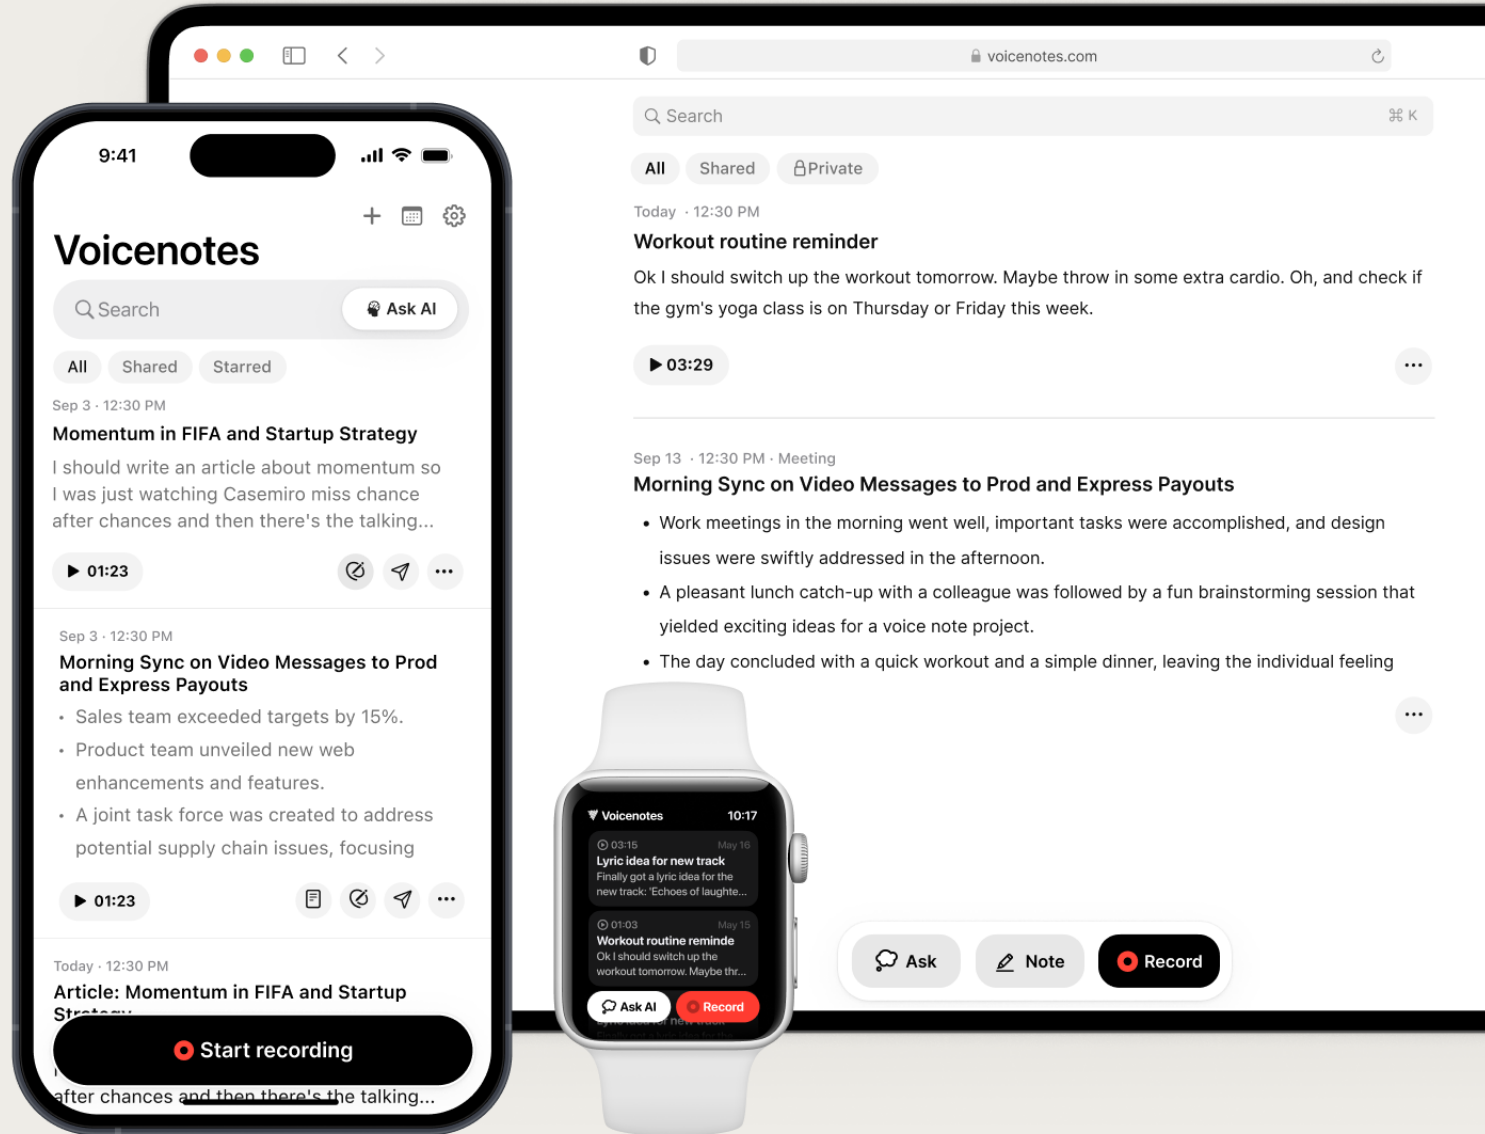 voicenotes.com
Search
⌘ K
All
Shared
Private
Today · 12:30 PM
Workout routine reminder
Ok I should switch up the workout tomorrow. Maybe throw in some extra cardio. Oh, and check if
the gym's yoga class is on Thursday or Friday this week.
03:29
Sep 13 · 12:30 PM · Meeting
Morning Sync on Video Messages to Prod and Express Payouts
• Work meetings in the morning went well, important tasks were accomplished, and design
issues were swiftly addressed in the afternoon.
• A pleasant lunch catch-up with a colleague was followed by a fun brainstorming session that
yielded exciting ideas for a voice note project.
• The day concluded with a quick workout and a simple dinner, leaving the individual feeling
Ask
Note
Record
9:41
Voicenotes
Search
Ask AI
All
Shared
Starred
Sep 3 · 12:30 PM
Momentum in FIFA and Startup Strategy
I should write an article about momentum so
I was just watching Casemiro miss chance
after chances and then there's the talking...
01:23
Sep 3 · 12:30 PM
Morning Sync on Video Messages to Prod
and Express Payouts
• Sales team exceeded targets by 15%.
• Product team unveiled new web
enhancements and features.
• A joint task force was created to address
potential supply chain issues, focusing
01:23
Today · 12:30 PM
Article: Momentum in FIFA and Startup
Strategy
Start recording
after chances and then there's the talking...
Voicenotes
10:17
03:15
May 16
Lyric idea for new track
Finally got a lyric idea for the
new track: 'Echoes of laughte...
01:03
May 15
Workout routine reminde
Ok I should switch up the
workout tomorrow. Maybe thr...
Ask AI
Record